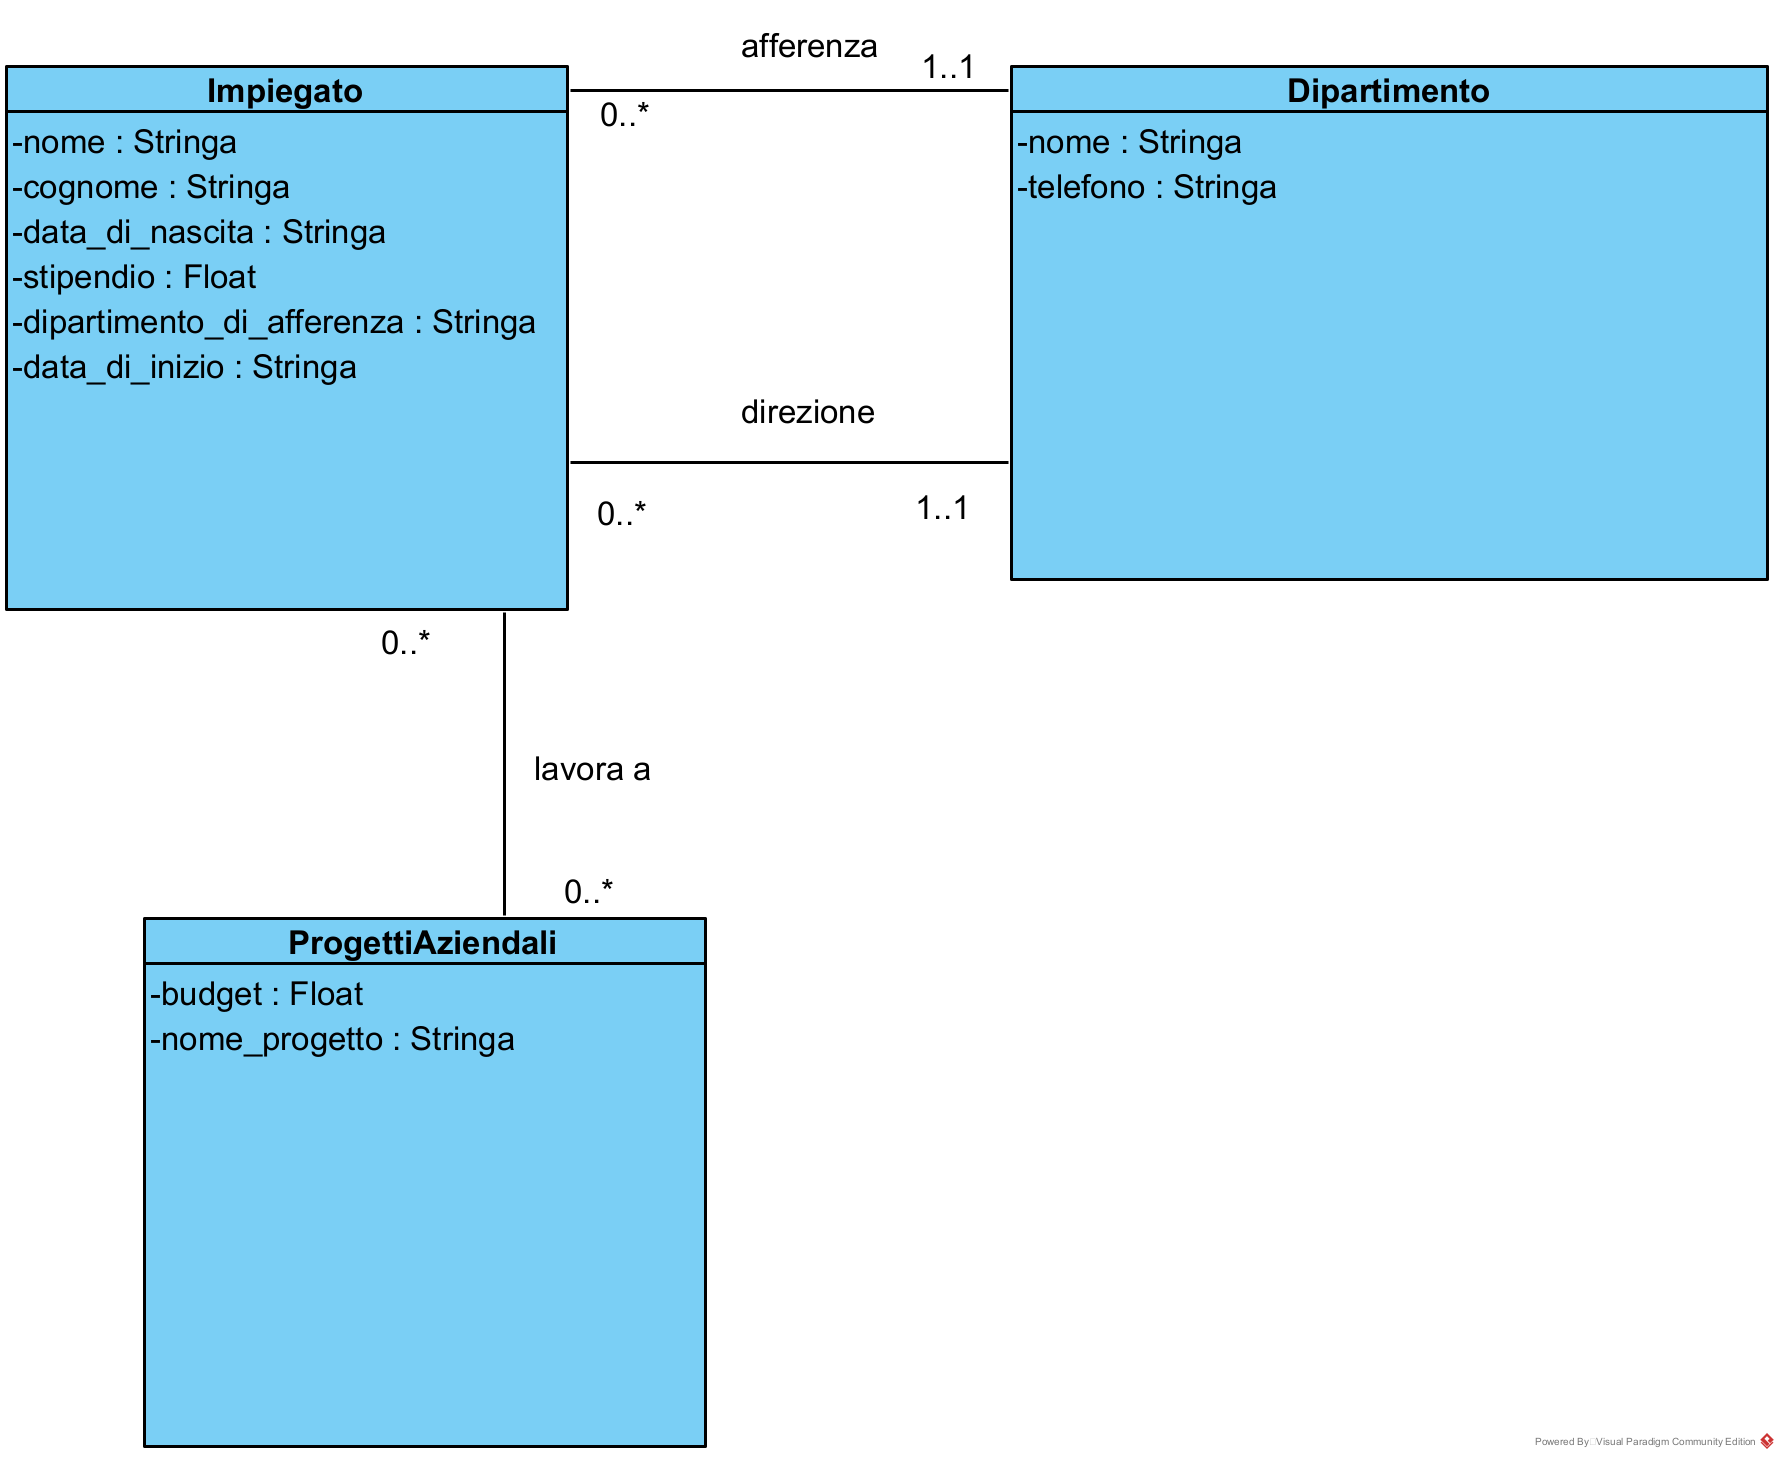 afferenza
1..1
0..*
Impiegato
-nome : Stringa
-cognome : Stringa
-data_di_nascita : Stringa
-stipendio : Float
-dipartimento_di_afferenza : Stringa
-data_di_inizio : Stringa
Dipartimento
-nome : Stringa
-telefono : Stringa
direzione
0..*
1..1
0..*
lavora a
0..*
ProgettiAziendali
-budget : Float
-nome_progetto : Stringa
Powered By Visual Paradigm Community Edition